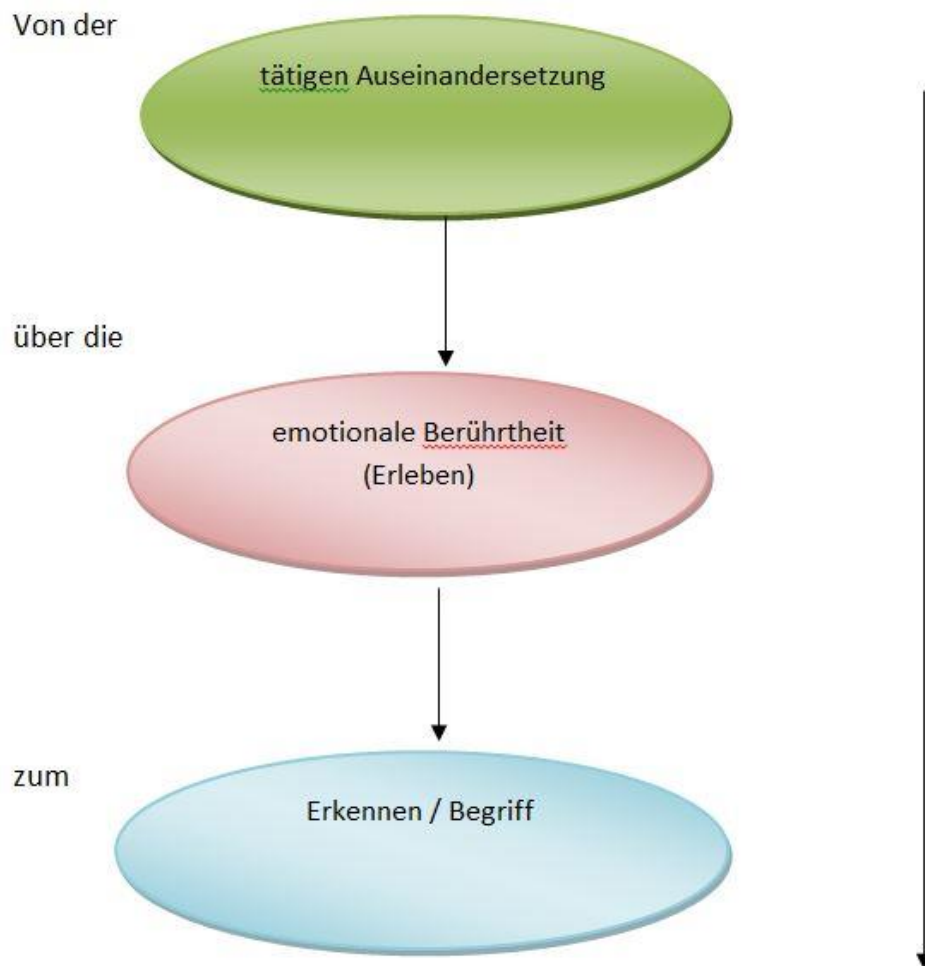 Von der
tätigen Auseinandersetzung
über die
emotionale Berührtheit
(Erleben)
zum
Erkennen / Begriff